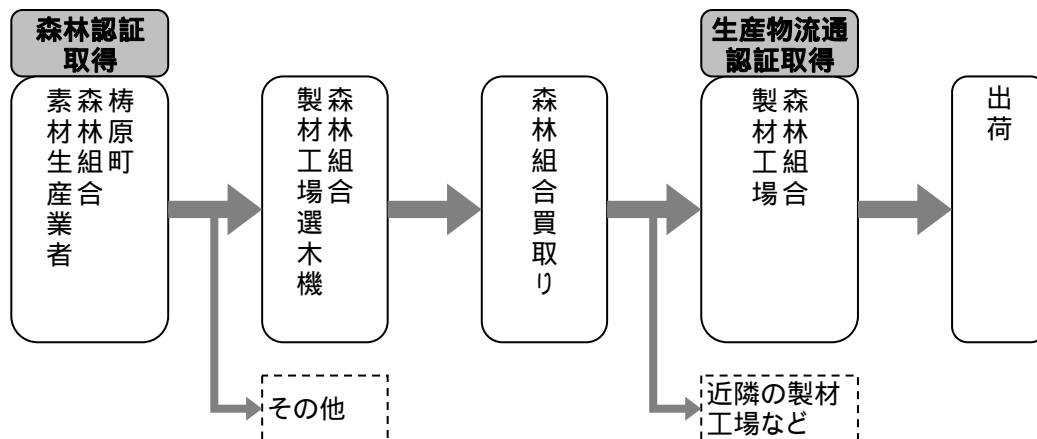 森林認証
取得
梼原町
森林組合
素材生産業者
森林組合
製材工場選木機
森林組合買取り
生産物流通
認証取得
森林組合
製材工場
出荷
その他
近隣の製材
工場など